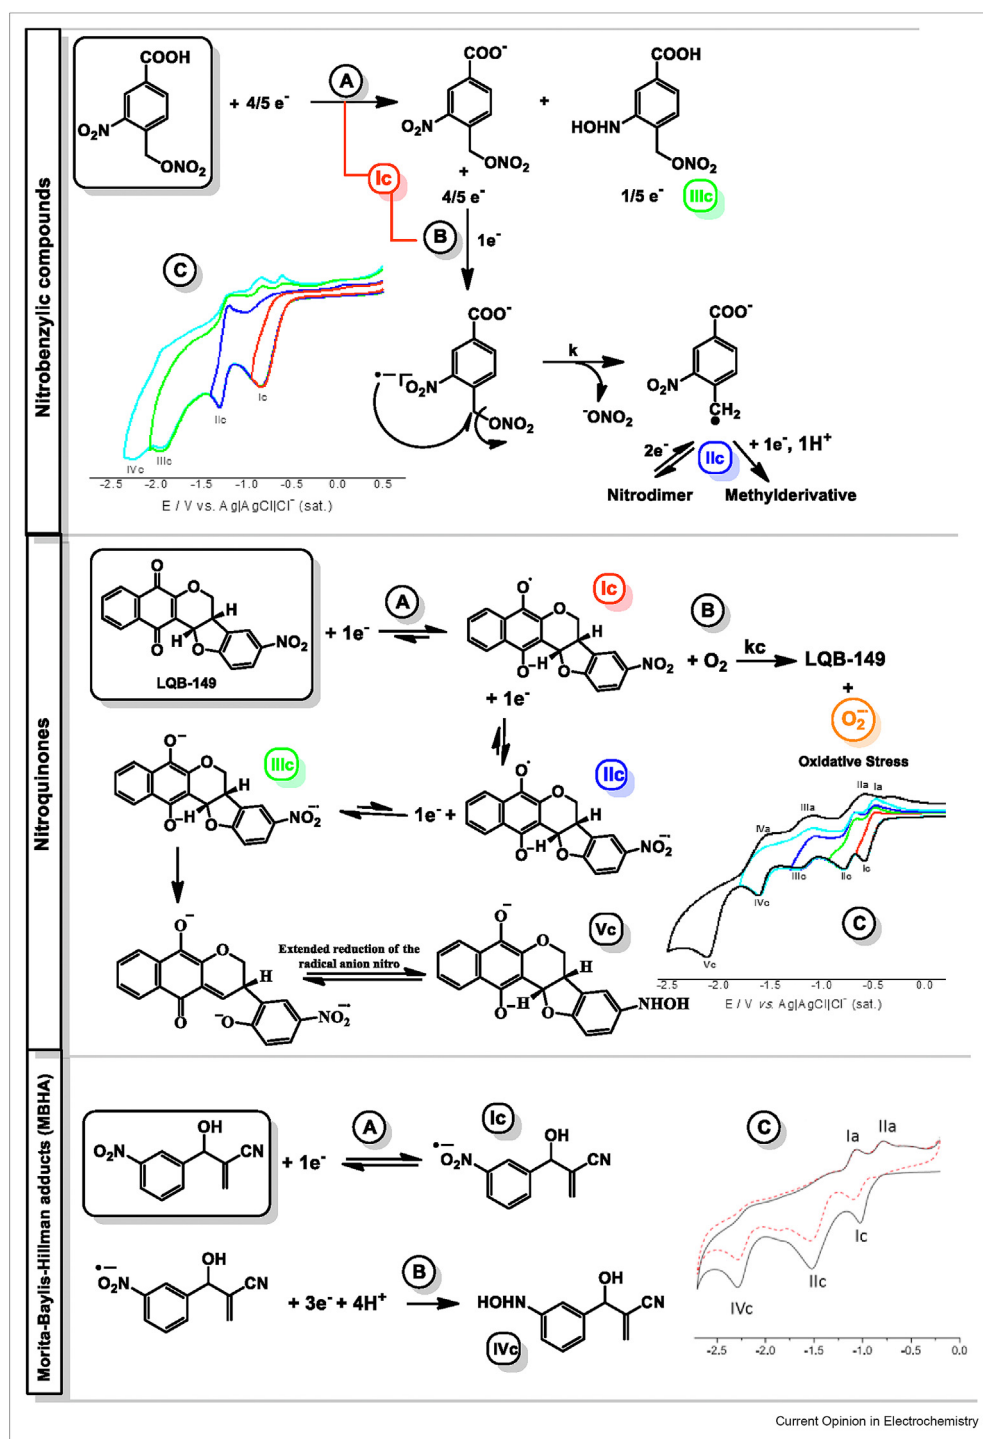 Nitrobenzylic compounds
COOH
O₂N
ONO₂
+ 4/5 e⁻
A
COO⁻
O₂N
ONO₂
+
4/5 e⁻
+
COOH
HOHN
ONO₂
1/5 e⁻
IIIc
Ic
B
1e⁻
C
Ic
IIc
IIIc
IVc
-2.5 -2.0 -1.5 -1.0 -0.5 0.0 0.5
E / V vs. Ag|AgCl|Cl⁻ (sat.)
COO⁻
•−
O₂N
ONO₂
k
⁻ONO₂
COO⁻
O₂N
CH₂
•
2e⁻
IIc
+ 1e⁻, 1H⁺
Nitrodimer
Methylderivative
Nitroquinones
O
O
H
H
O
O
NO₂
LQB-149
+ 1e⁻
A
O•
O
H
O⁻
H
O
NO₂
Ic
+ 1e⁻
B
+ O₂
kc
LQB-149
+
O₂⁻•
Oxidative Stress
O⁻
O
H
O⁻
H
O
NO₂⁻•
IIIc
1e⁻ +
O•
O
H
O⁻
H
O
NO₂⁻•
IIc
O⁻
O
H
O
⁻O
NO₂⁻•
Extended reduction of the
radical anion nitro
O⁻
O
H
O⁻
H
O
NHOH
Vc
IIa
Ia
IIIa
IVa
Ic
IIc
IIIc
IVc
Vc
C
-2.5 -2.0 -1.5 -1.0 -0.5 0.0
E / V vs. Ag|AgCl|Cl⁻ (sat.)
Morita-Baylis-Hillman adducts (MBHA)
OH
NO₂
CN
+ 1e⁻
A
Ic
•−
O₂N
OH
CN
•−
O₂N
OH
CN
+ 3e⁻ + 4H⁺
B
HOHN
OH
CN
IVc
C
Ia
IIa
Ic
IIc
IVc
-2.5 -2.0 -1.5 -1.0 -0.5 0.0
Current Opinion in Electrochemistry